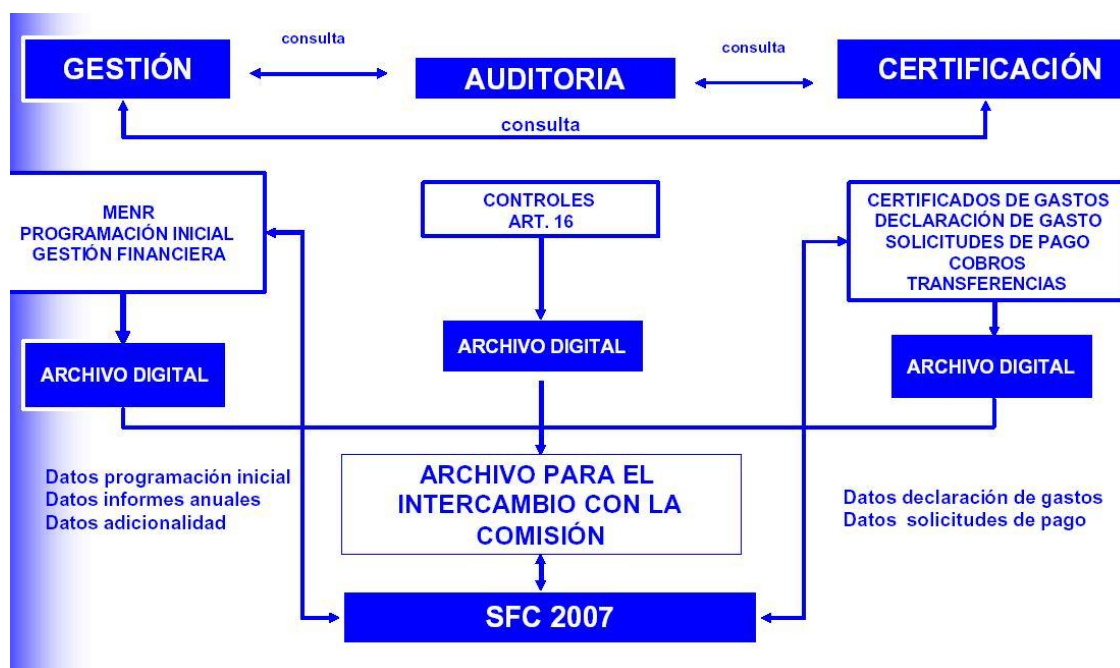 consulta
consulta
GESTIÓN
AUDITORIA
CERTIFICACIÓN
consulta
MENR
PROGRAMACIÓN INICIAL
GESTIÓN FINANCIERA
CONTROLES
ART. 16
CERTIFICADOS DE GASTOS
DECLARACIÓN DE GASTO
SOLICITUDES DE PAGO
COBROS
TRANSFERENCIAS
ARCHIVO DIGITAL
ARCHIVO DIGITAL
ARCHIVO DIGITAL
Datos programación inicial
Datos informes anuales
Datos adicionalidad
ARCHIVO PARA EL
INTERCAMBIO CON LA
COMISIÓN
Datos declaración de gastos
Datos solicitudes de pago
SFC 2007